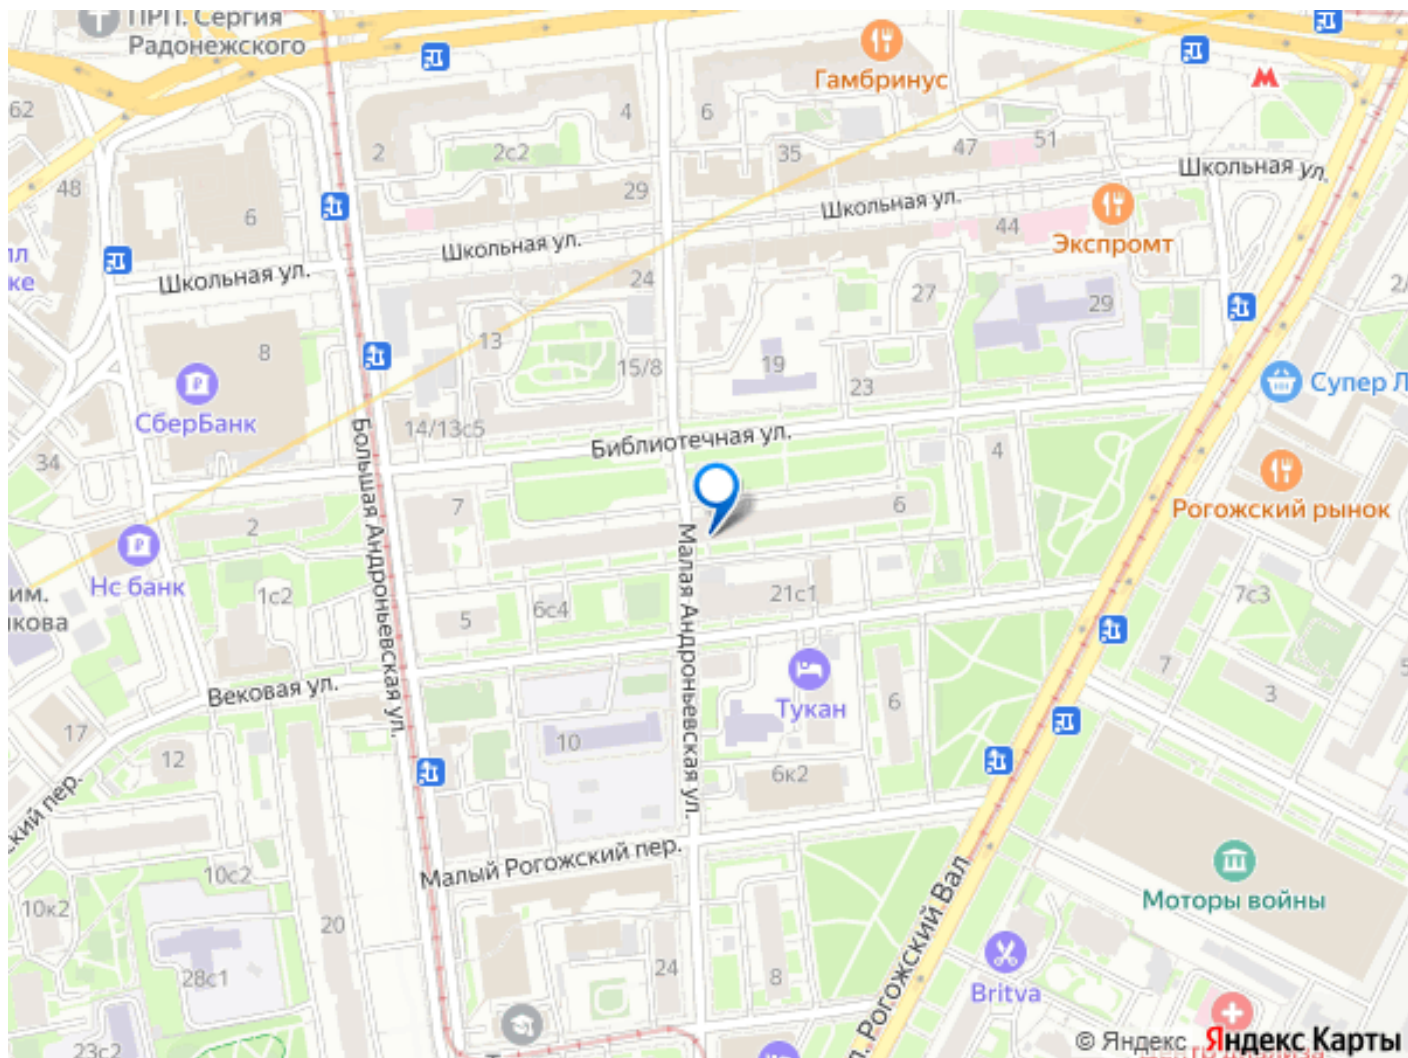 ПРП. Сергия
Радонежского
Гамбринус
62
4
6
2
2с2
35
47
51
Школьная ул.
48
29
6
Школьная ул.
44
Экспромт
Школьная ул.
Школьная ул.
24
27
29
13
8
15/8
19
23
СберБанк
14/13с5
Библиотечная ул.
Большая Андроньевская ул.
4
Супер Л
34
7
6
Рогожский рынок
2
Нс банк
Малая Андроньевская ул.
им.
1с2
6с4
21с1
7с3
5
7
3
Вековая ул.
Тукан
6
17
12
10
6к2
Малый Рогожский пер.
10с2
10к2
20
Моторы войны
28с1
24
8
Britva
Рогожский Вал
23с2
© Яндекс Яндекс Карты